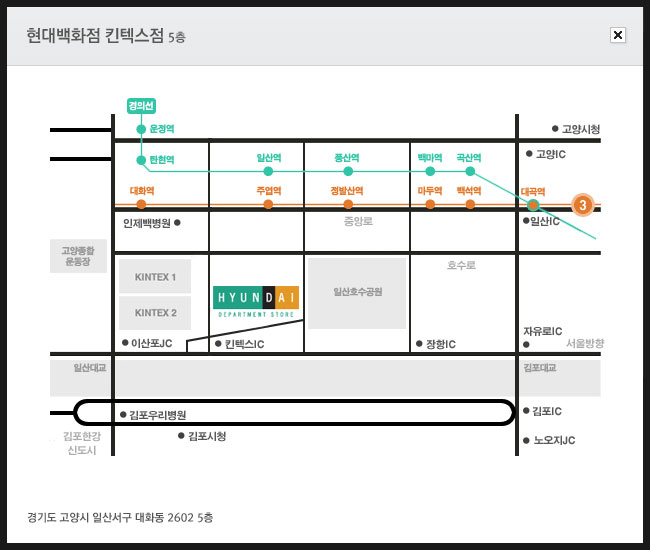 현대백화점 킨텍스점 5층
경의선
운정역
고양시청
탄현역
일산역
풍산역
백마역
곡산역
고양IC
대화역
주엽역
정발산역
마두역
백석역
대곡역
3
인제백병원
중앙로
일산IC
고양종합
운동장
KINTEX 1
KINTEX 2
HYUNDAI
DEPARTMENT STORE
일산호수공원
호수로
이산포JC
킨텍스IC
장항IC
자유로IC
서울방향
일산대교
김포대교
김포우리병원
김포IC
김포한강
신도시
김포시청
노오지JC
경기도 고양시 일산서구 대화동 2602 5층